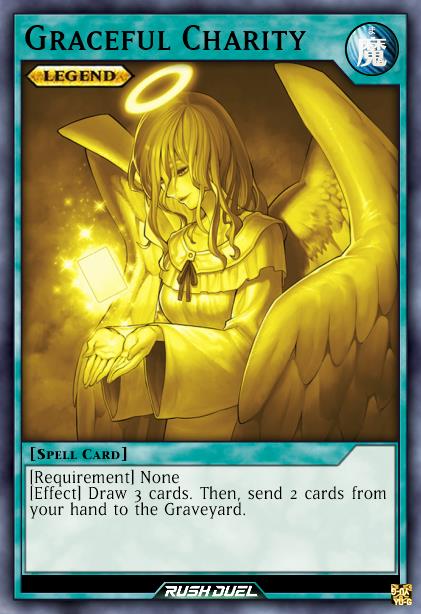 Graceful Charity
ま
魔
LEGEND
[Spell Card]
[Requirement] None
[Effect] Draw 3 cards. Then, send 2 cards from
your hand to the Graveyard.
RUSH DUEL